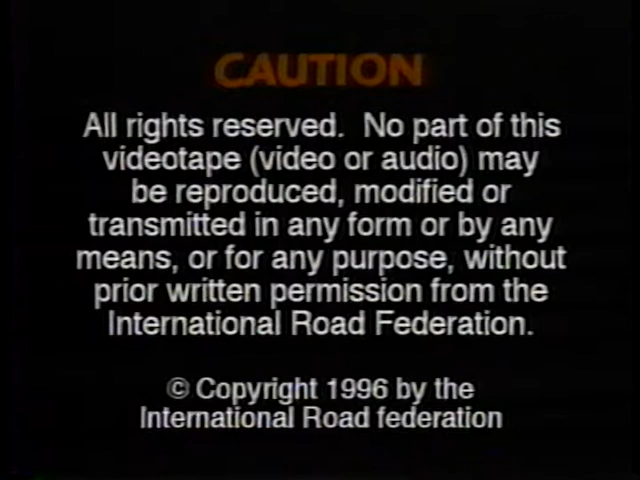 CAUTION
All rights reserved. No part of this
videotape (video or audio) may
be reproduced, modified or
transmitted in any form or by any
means, or for any purpose, without
prior written permission from the
International Road Federation.
© Copyright 1996 by the
International Road federation